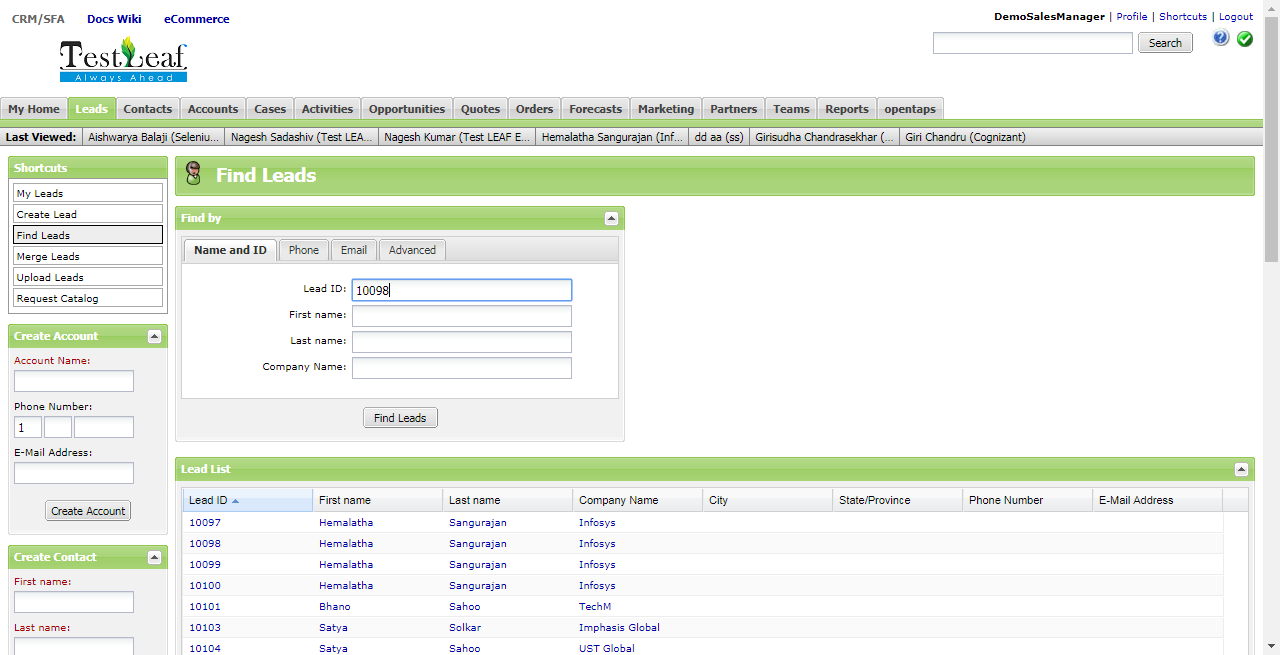 CRM/SFA Docs Wiki eCommerce
DemoSalesManager | Profile | Shortcuts | Logout
TestLeaf
Always Ahead
Search
My Home Leads Contacts Accounts Cases Activities Opportunities Quotes Orders Forecasts Marketing Partners Teams Reports opentaps
Last Viewed: Aishwarya Balaji (Seleniu... Nagesh Sadashiv (Test LEA... Nagesh Kumar (Test LEAF E... Hemalatha Sangurajan (Inf... dd aa (ss) Girisudha Chandrasekhar (... Giri Chandru (Cognizant)
Shortcuts
My Leads
Create Lead
Find Leads
Merge Leads
Upload Leads
Request Catalog
Create Account
Account Name:
Phone Number:
1
E-Mail Address:
Create Account
Create Contact
First name:
Last name:
Find Leads
Find by
Name and ID Phone Email Advanced
Lead ID: 10098
First name:
Last name:
Company Name:
Find Leads
Lead List
Lead ID First name Last name Company Name City State/Province Phone Number E-Mail Address
10097 Hemalatha Sangurajan Infosys
10098 Hemalatha Sangurajan Infosys
10099 Hemalatha Sangurajan Infosys
10100 Hemalatha Sangurajan Infosys
10101 Bhano Sahoo TechM
10103 Satya Solkar Imphasis Global
10104 Satya Sahoo UST Global